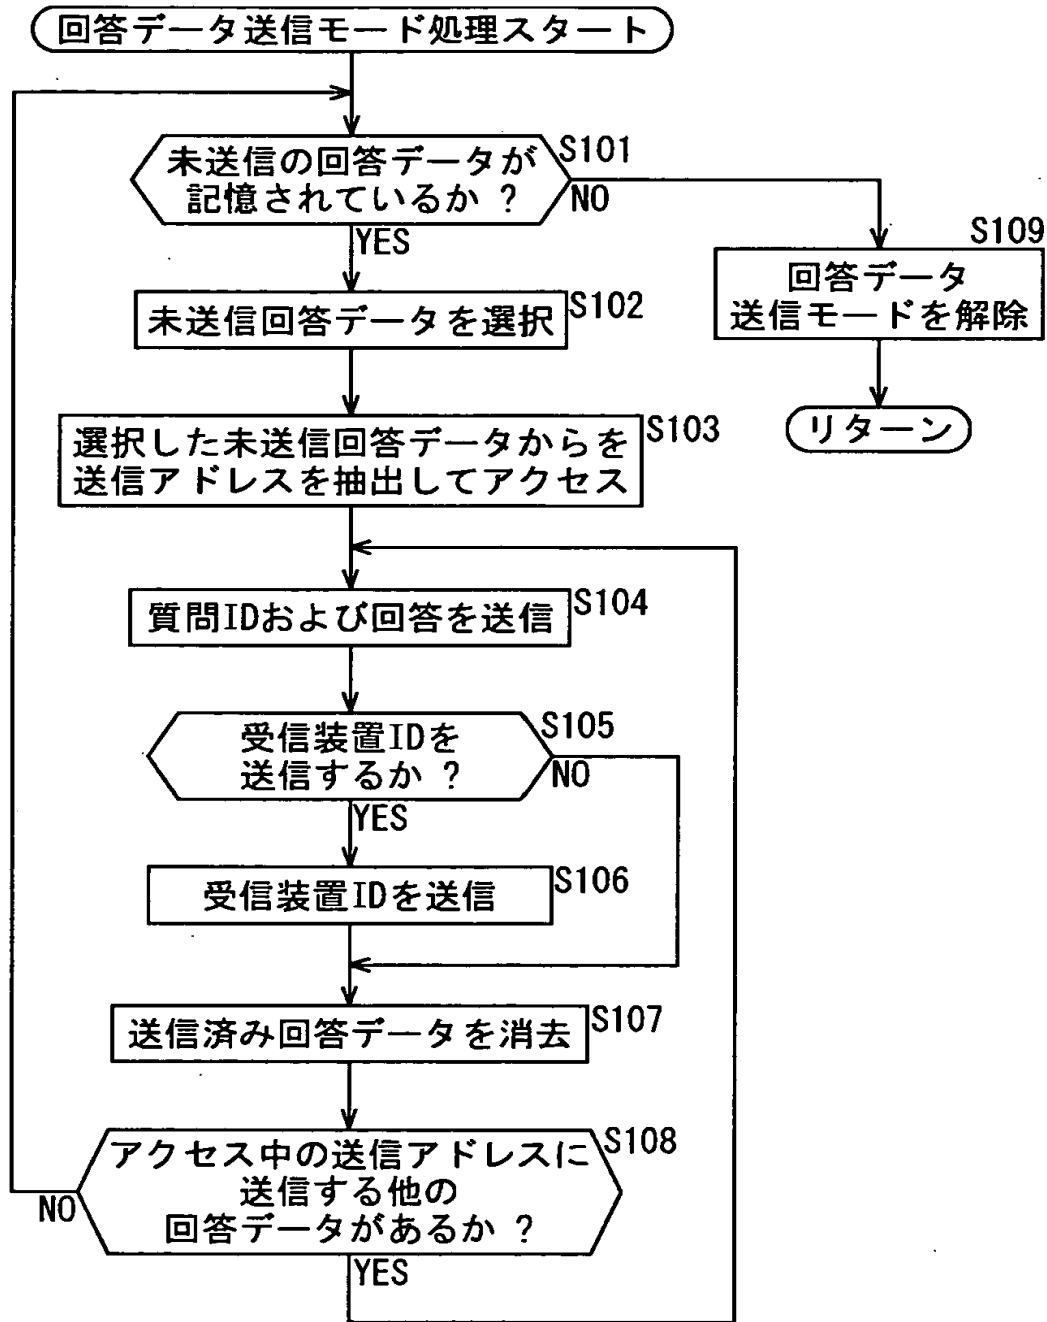 回答データ送信モード処理スタート
未送信の回答データが
記憶されているか ?
S101
NO
YES
S109
回答データ
送信モードを解除
リターン
未送信回答データを選択
S102
選択した未送信回答データからを
送信アドレスを抽出してアクセス
S103
質問IDおよび回答を送信
S104
受信装置IDを
送信するか ?
S105
NO
YES
受信装置IDを送信
S106
送信済み回答データを消去
S107
アクセス中の送信アドレスに
送信する他の
回答データがあるか ?
S108
NO
YES